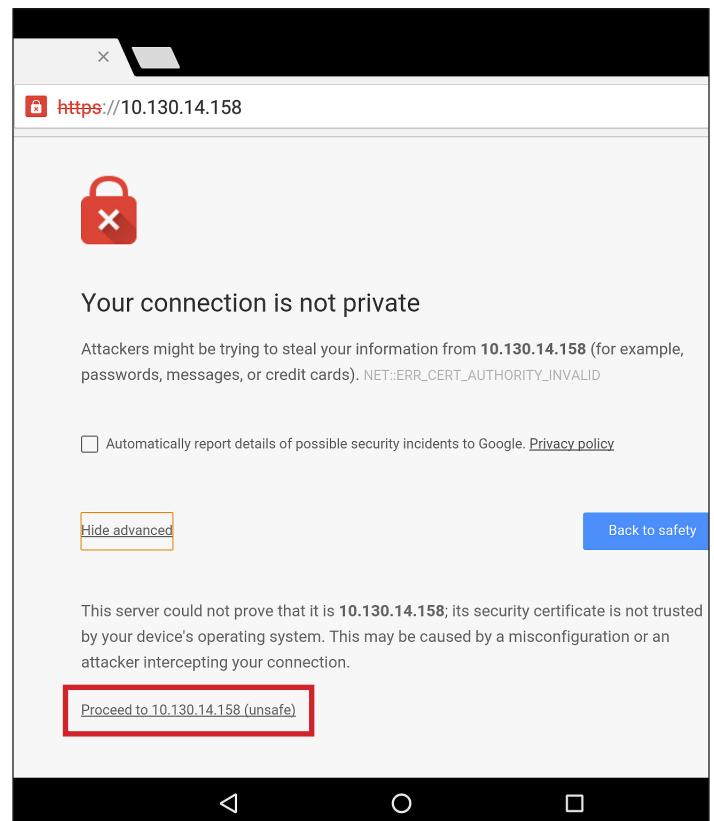 https://10.130.14.158
Your connection is not private
Attackers might be trying to steal your information from 10.130.14.158 (for example,
passwords, messages, or credit cards). NET::ERR_CERT_AUTHORITY_INVALID
Automatically report details of possible security incidents to Google. Privacy policy
Hide advanced
Back to safety
This server could not prove that it is 10.130.14.158; its security certificate is not trusted
by your device's operating system. This may be caused by a misconfiguration or an
attacker intercepting your connection.
Proceed to 10.130.14.158 (unsafe)